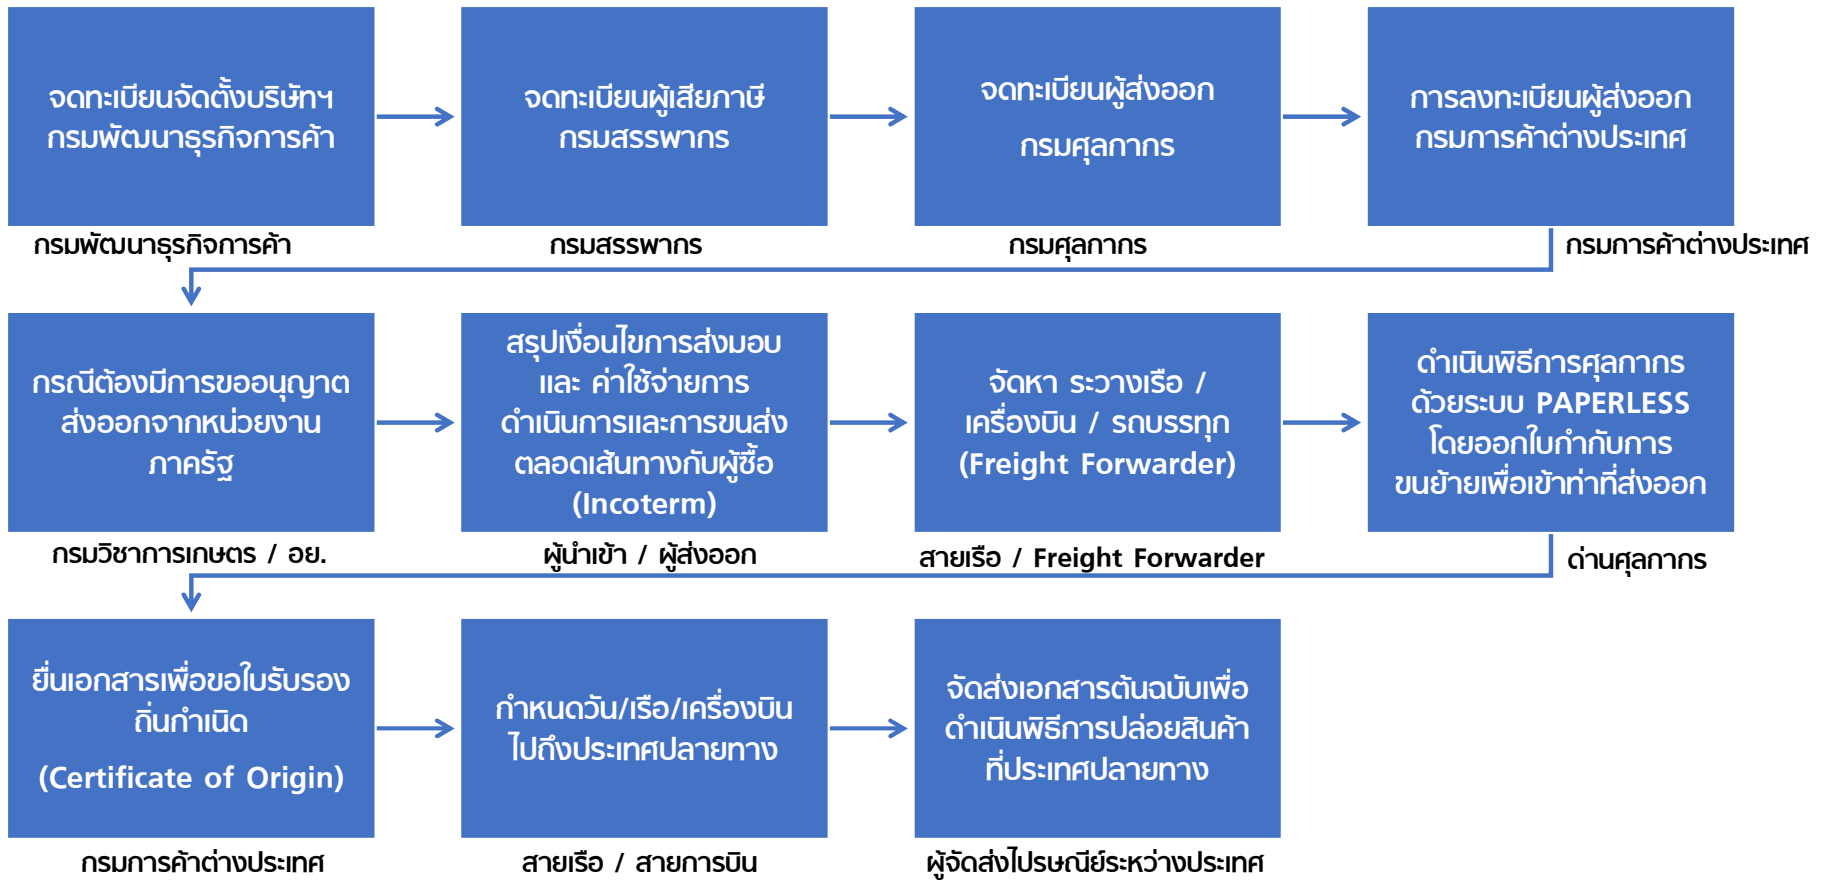 จดทะเบียนจัดตั้งบริษัทฯ
กรมพัฒนาธุรกิจการค้า
กรมพัฒนาธุรกิจการค้า
จดทะเบียนผู้เสียภาษี
กรมสรรพากร
กรมสรรพากร
จดทะเบียนผู้ส่งออก
กรมศุลกากร
กรมศุลกากร
การลงทะเบียนผู้ส่งออก
กรมการค้าต่างประเทศ
กรมการค้าต่างประเทศ
กรณีต้องมีการขออนุญาต
ส่งออกจากหน่วยงาน
ภาครัฐ
กรมวิชาการเกษตร / อย.
สรุปเงื่อนไขการส่งมอบ
และ ค่าใช้จ่ายการ
ดำเนินการและการขนส่ง
ตลอดเส้นทางกับผู้ซื้อ
(Incoterm)
ผู้นำเข้า / ผู้ส่งออก
จัดหา ระวางเรือ /
เครื่องบิน / รถบรรทุก
(Freight Forwarder)
สายเรือ / Freight Forwarder
ดำเนินพิธีการศุลกากร
ด้วยระบบ PAPERLESS
โดยออกใบกำกับการ
ขนย้ายเพื่อเข้าท่าที่ส่งออก
ด่านศุลกากร
ยื่นเอกสารเพื่อขอใบรับรอง
ถิ่นกำเนิด
(Certificate of Origin)
กรมการค้าต่างประเทศ
กำหนดวัน/เรือ/เครื่องบิน
ไปถึงประเทศปลายทาง
สายเรือ / สายการบิน
จัดส่งเอกสารต้นฉบับเพื่อ
ดำเนินพิธีการปล่อยสินค้า
ที่ประเทศปลายทาง
ผู้จัดส่งไปรษณีย์ระหว่างประเทศ